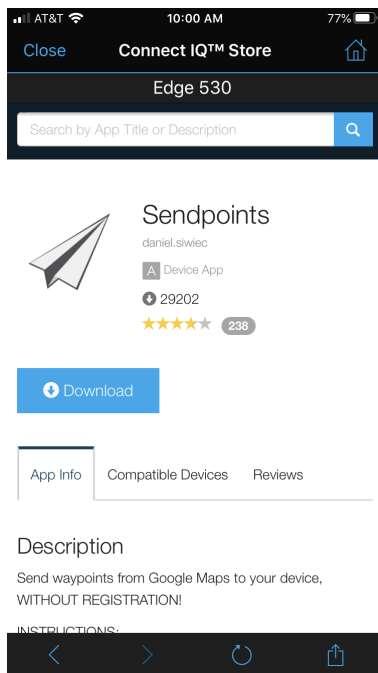 AT&T 10:00 AM 77%
Close Connect IQ™ Store
Edge 530
Search by App Title or Description
Sendpoints
daniel.siwiec
A Device App
29202
238
Download
App Info Compatible Devices Reviews
Description
Send waypoints from Google Maps to your device,
WITHOUT REGISTRATION!
INSTRUCTIONS: